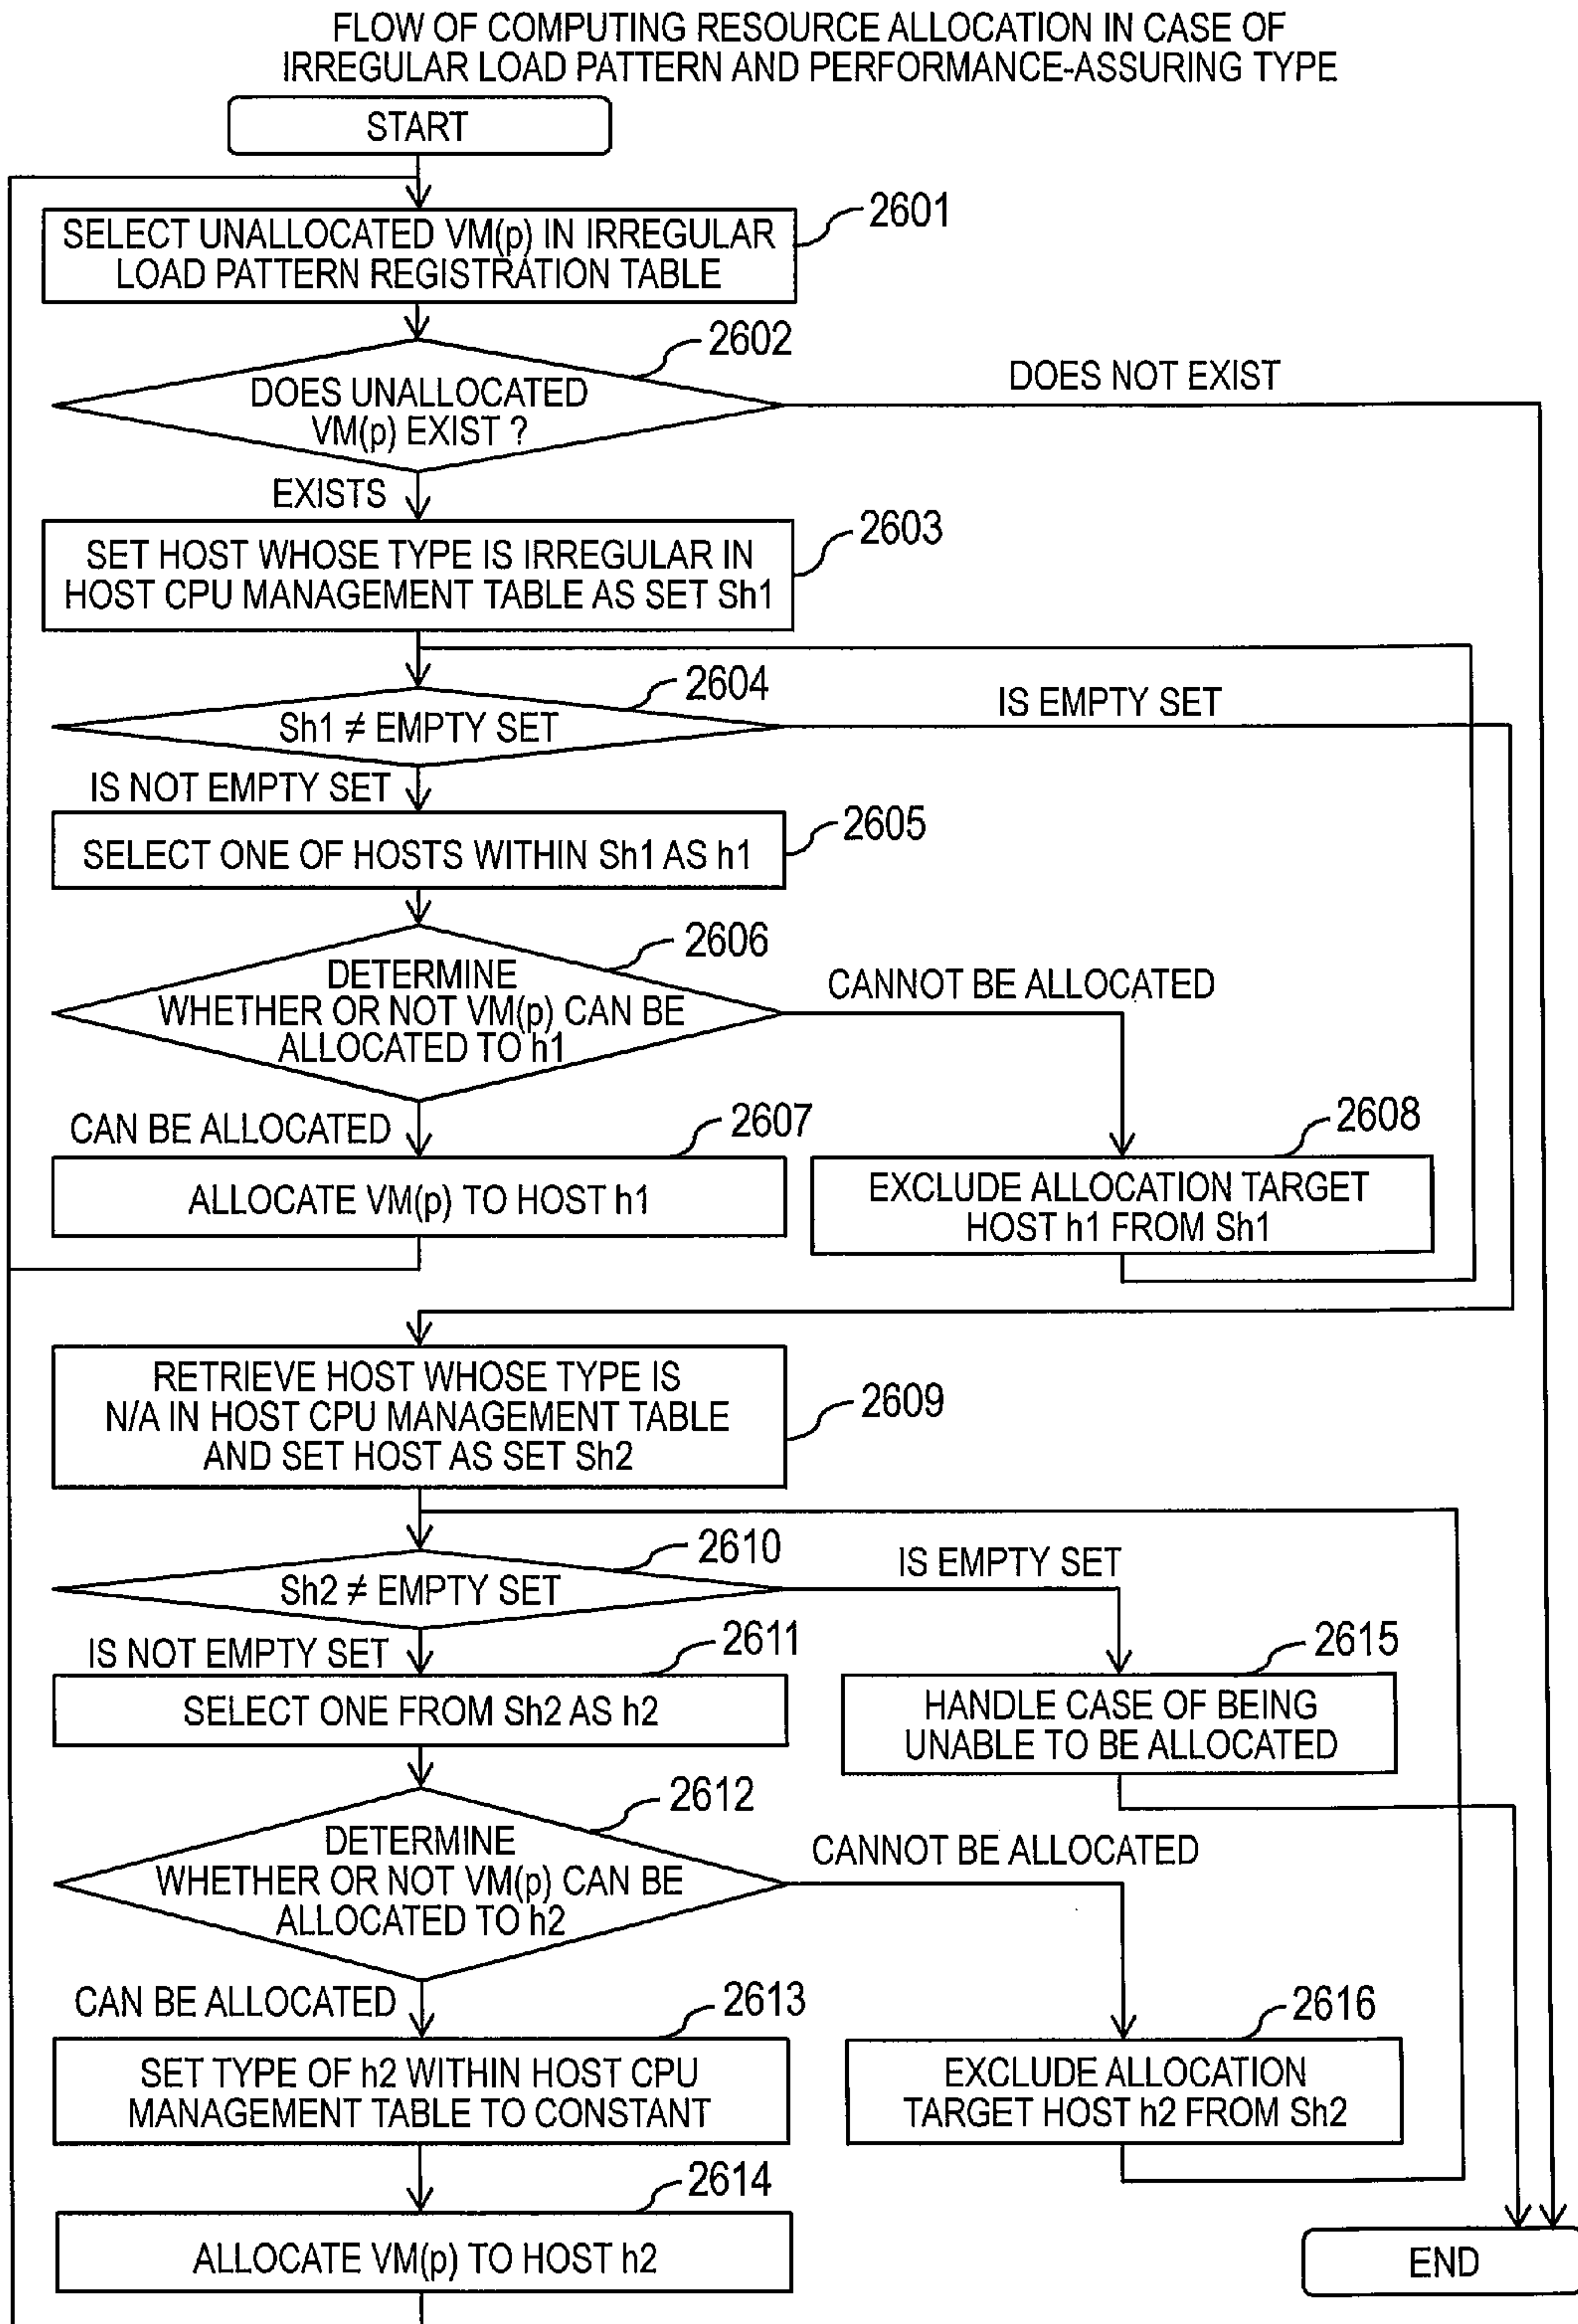 FLOW OF COMPUTING RESOURCE ALLOCATION IN CASE OF
IRREGULAR LOAD PATTERN AND PERFORMANCE-ASSURING TYPE
START
2601
SELECT UNALLOCATED VM(p) IN IRREGULAR
LOAD PATTERN REGISTRATION TABLE
2602
DOES NOT EXIST
DOES UNALLOCATED
VM(p) EXIST ?
EXISTS
2603
SET HOST WHOSE TYPE IS IRREGULAR IN
HOST CPU MANAGEMENT TABLE AS SET Sh1
2604
IS EMPTY SET
Sh1 ≠ EMPTY SET
IS NOT EMPTY SET
2605
SELECT ONE OF HOSTS WITHIN Sh1 AS h1
2606
CANNOT BE ALLOCATED
DETERMINE
WHETHER OR NOT VM(p) CAN BE
ALLOCATED TO h1
CAN BE ALLOCATED
2607
2608
ALLOCATE VM(p) TO HOST h1
EXCLUDE ALLOCATION TARGET
HOST h1 FROM Sh1
RETRIEVE HOST WHOSE TYPE IS
N/A IN HOST CPU MANAGEMENT TABLE
AND SET HOST AS SET Sh2
2609
2610
IS EMPTY SET
Sh2 ≠ EMPTY SET
IS NOT EMPTY SET
2611
2615
SELECT ONE FROM Sh2 AS h2
HANDLE CASE OF BEING
UNABLE TO BE ALLOCATED
2612
CANNOT BE ALLOCATED
DETERMINE
WHETHER OR NOT VM(p) CAN BE
ALLOCATED TO h2
CAN BE ALLOCATED
2613
2616
SET TYPE OF h2 WITHIN HOST CPU
MANAGEMENT TABLE TO CONSTANT
EXCLUDE ALLOCATION
TARGET HOST h2 FROM Sh2
2614
ALLOCATE VM(p) TO HOST h2
END